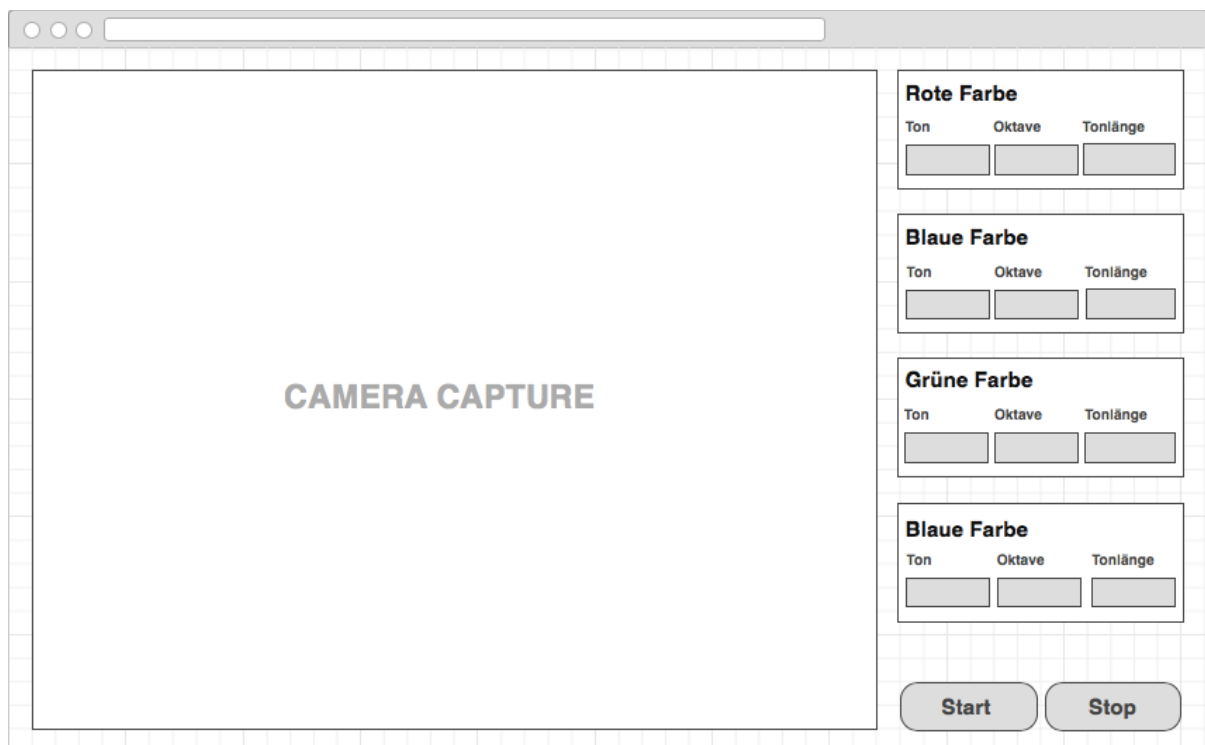 CAMERA CAPTURE
Rote Farbe
Ton Oktave Tonlänge
Blaue Farbe
Ton Oktave Tonlänge
Grüne Farbe
Ton Oktave Tonlänge
Blaue Farbe
Ton Oktave Tonlänge
Start Stop